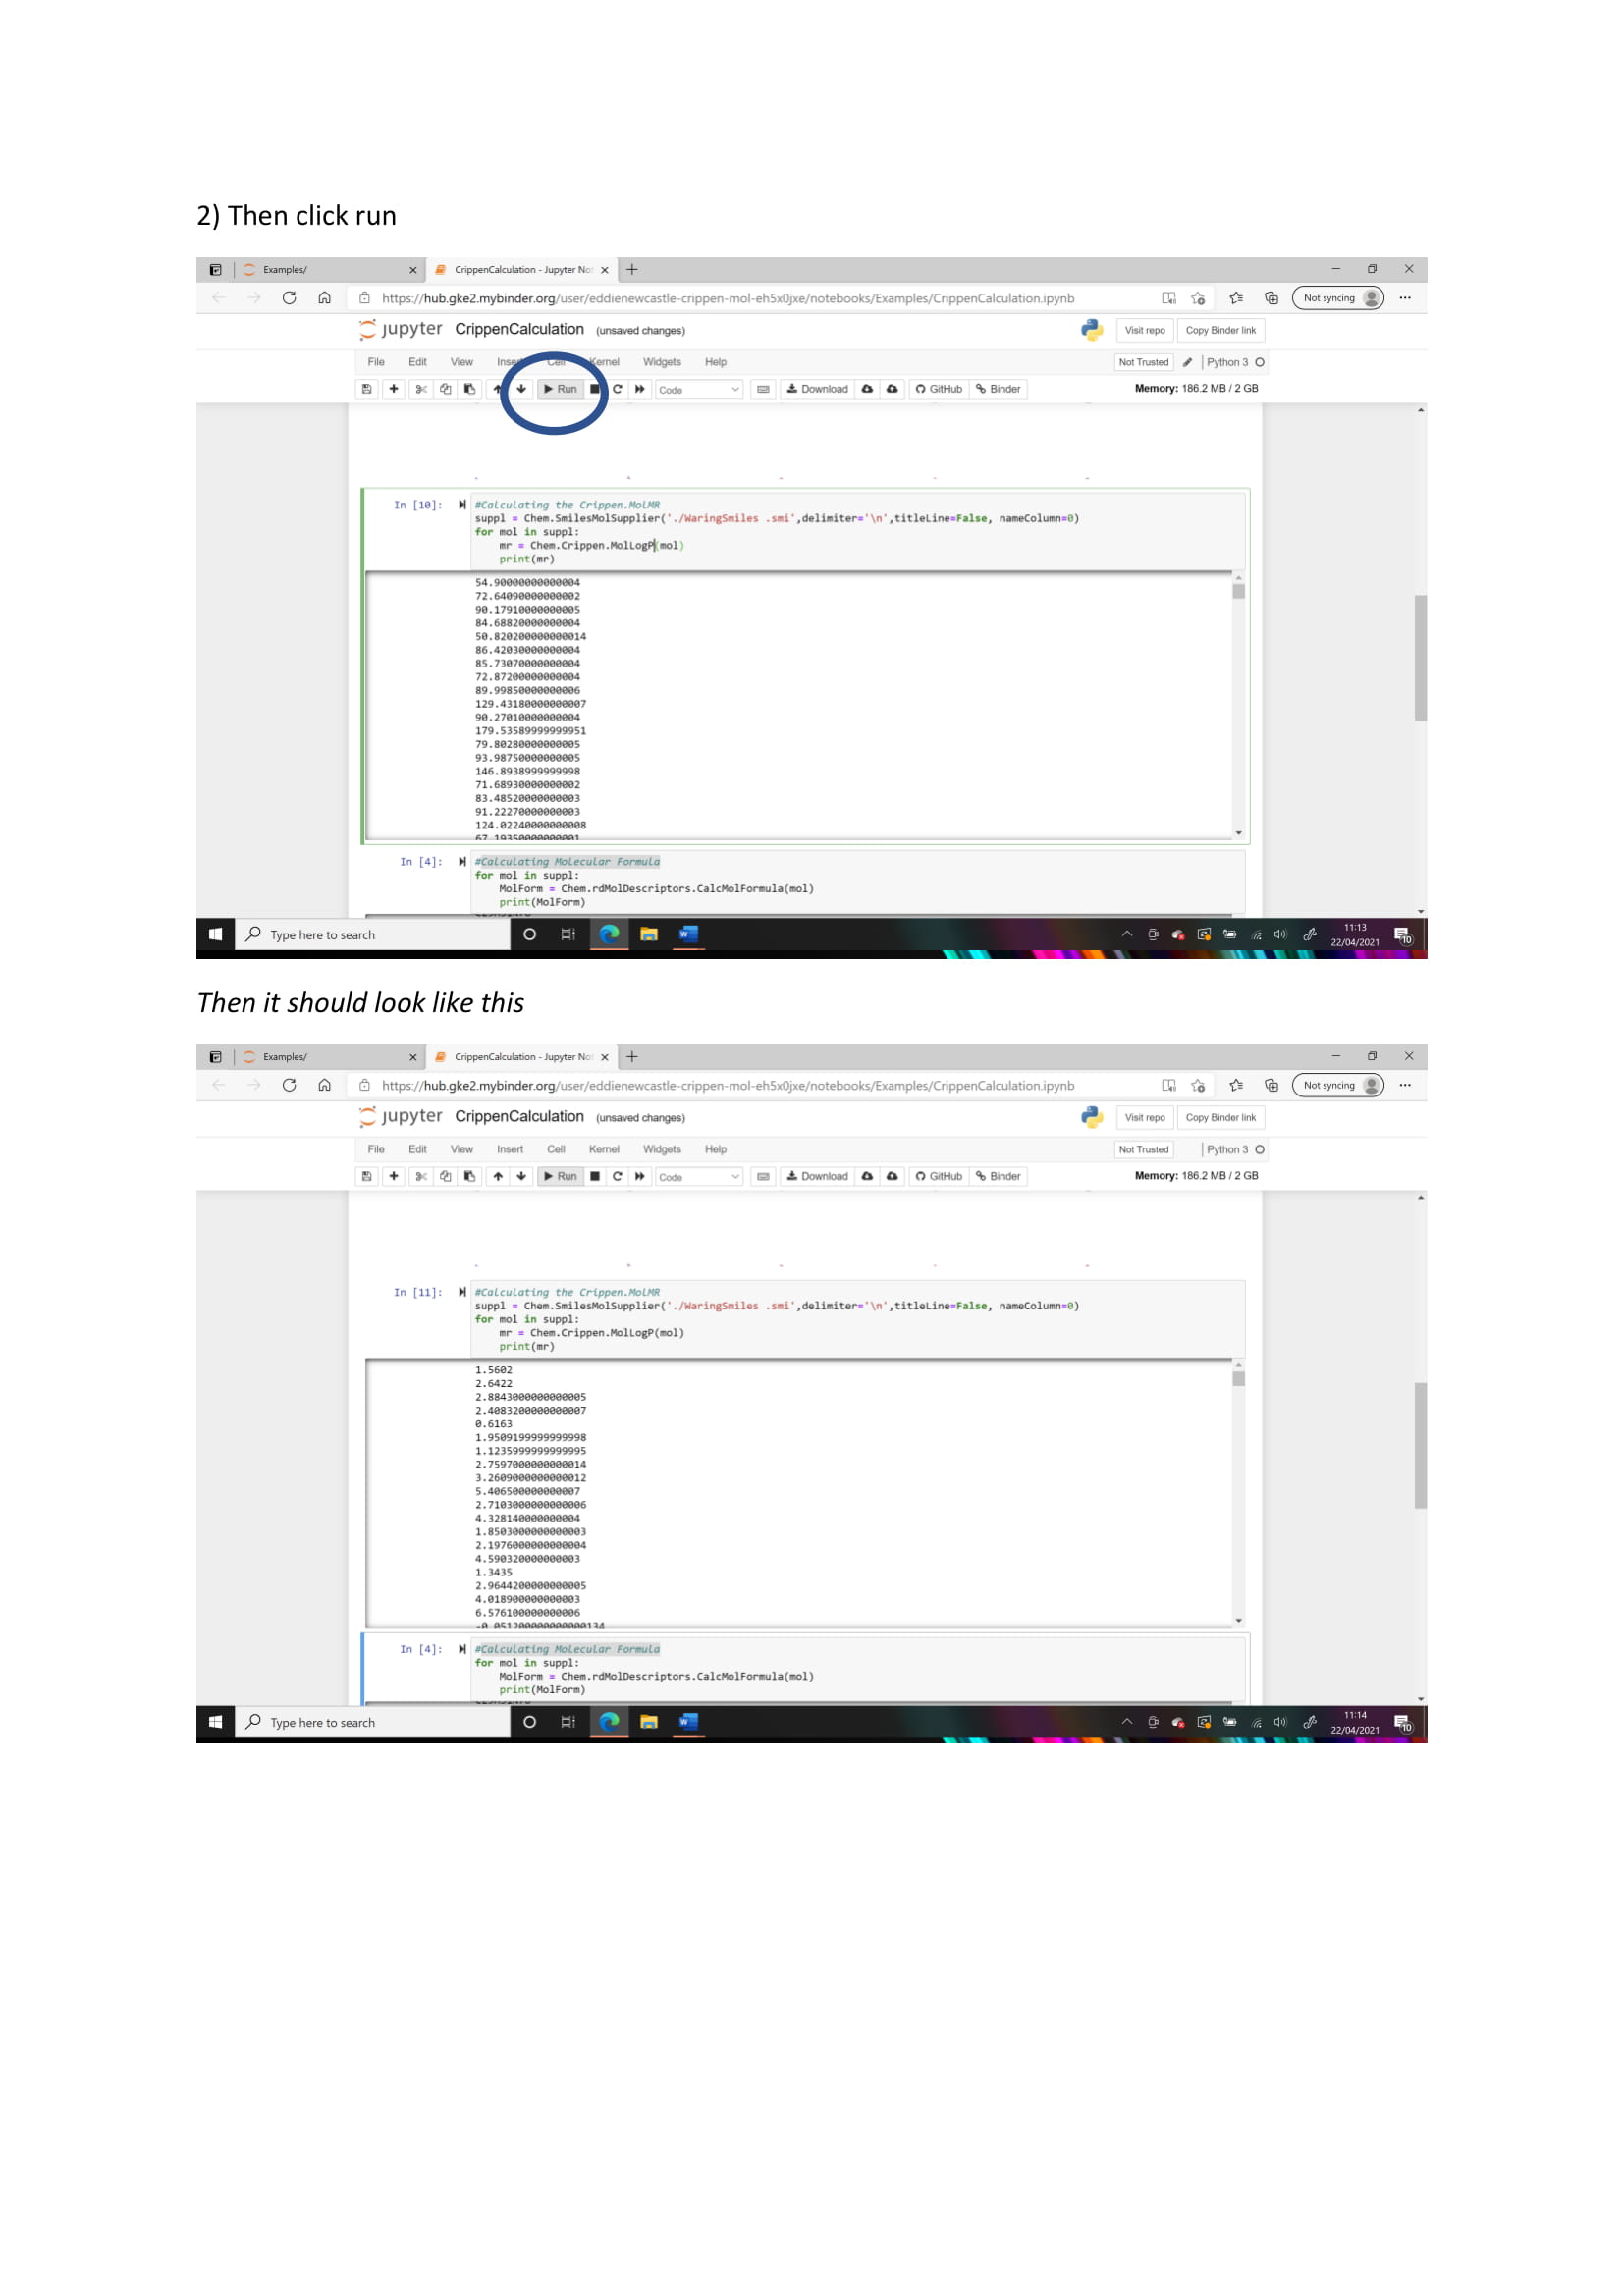 2) Then click run
Examples/
CrippenCalculation - Jupyter No
https://hub.gke2.mybinder.org/user/eddienewcastle-crippen-mol-eh5x0jxe/notebooks/Examples/CrippenCalculation.ipynb
Not syncing
jupyter CrippenCalculation (unsaved changes)
Visit repo
Copy Binder link
File Edit View Insert Cell Kernel Widgets Help
Not Trusted
Python 3
Run
Code
Download
GitHub
Binder
Memory: 186.2 MB / 2 GB
In [10]:
#Calculating the Crippen.MolMR
suppl = Chem.SmilesMolSupplier('./WaringSmiles .smi',delimiter='\n',titleLine=False, nameColumn=0)
for mol in suppl:
mr = Chem.Crippen.MolLogP(mol)
print(mr)
54.90000000000004
72.64090000000002
90.17910000000005
84.68820000000004
50.820200000000014
86.42030000000004
85.73070000000004
72.87200000000004
89.99850000000006
129.43180000000007
90.27010000000004
179.53589999999951
79.80280000000005
93.98750000000005
146.8938999999998
71.68930000000002
83.48520000000003
91.22270000000003
124.02240000000008
67.19350000000001
In [4]:
#Calculating Molecular Formula
for mol in suppl:
MolForm = Chem.rdMolDescriptors.CalcMolFormula(mol)
print(MolForm)
Type here to search
11:13
22/04/2021
10
Then it should look like this
Examples/
CrippenCalculation - Jupyter No
https://hub.gke2.mybinder.org/user/eddienewcastle-crippen-mol-eh5x0jxe/notebooks/Examples/CrippenCalculation.ipynb
Not syncing
jupyter CrippenCalculation (unsaved changes)
Visit repo
Copy Binder link
File Edit View Insert Cell Kernel Widgets Help
Not Trusted
Python 3
Run
Code
Download
GitHub
Binder
Memory: 186.2 MB / 2 GB
In [11]:
#Calculating the Crippen.MolMR
suppl = Chem.SmilesMolSupplier('./WaringSmiles .smi',delimiter='\n',titleLine=False, nameColumn=0)
for mol in suppl:
mr = Chem.Crippen.MolLogP(mol)
print(mr)
1.5602
2.6422
2.8843000000000005
2.4083200000000007
0.6163
1.9509199999999998
1.1235999999999995
2.7597000000000014
3.2609000000000012
5.406500000000007
2.7103000000000006
4.328140000000004
1.8503000000000003
2.1976000000000004
4.590320000000003
1.3435
2.9644200000000005
4.018900000000003
6.576100000000006
-0.05120000000000134
In [4]:
#Calculating Molecular Formula
for mol in suppl:
MolForm = Chem.rdMolDescriptors.CalcMolFormula(mol)
print(MolForm)
Type here to search
11:14
22/04/2021
10